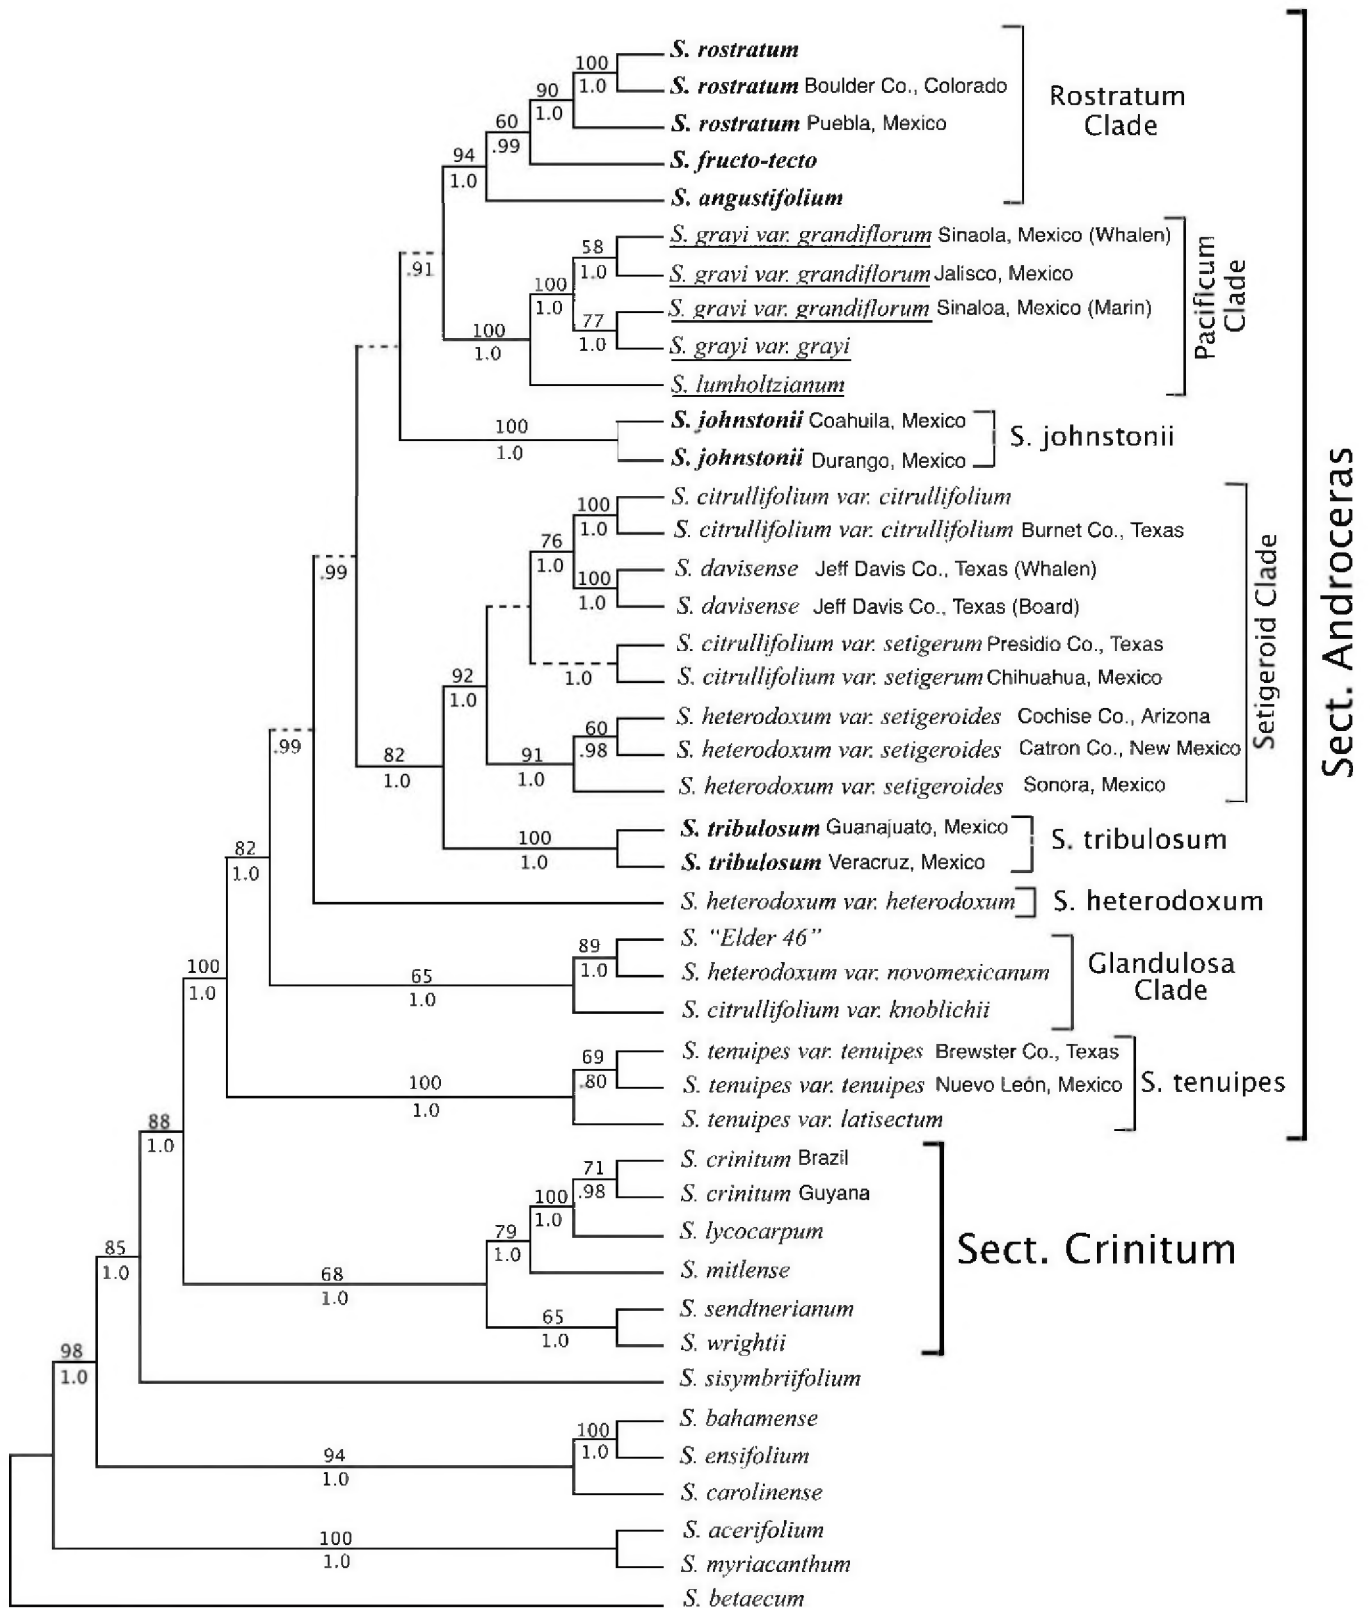 100
S. rostratum
1.0
S. rostratum Boulder Co., Colorado
90
1.0
S. rostratum Puebla, Mexico
60
.99
S. fructo-tecto
94
1.0
S. angustifolium
Rostratum
Clade
.91
58
1.0
S. gravi var. grandiflorum Sinaola, Mexico (Whalen)
S. gravi var. grandiflorum Jalisco, Mexico
100
1.0
77
1.0
S. gravi var. grandiflorum Sinaloa, Mexico (Marin)
S. grayi var. grayi
100
1.0
S. lumholtzianum
Pacificum
Clade
100
1.0
S. johnstonii Coahuila, Mexico
S. johnstonii Durango, Mexico
S. johnstonii
.99
100
1.0
S. citrullifolium var. citrullifolium
S. citrullifolium var. citrullifolium Burnet Co., Texas
76
1.0
100
1.0
S. davisense Jeff Davis Co., Texas (Whalen)
S. davisense Jeff Davis Co., Texas (Board)
1.0
S. citrullifolium var. setigerum Presidio Co., Texas
S. citrullifolium var. setigerum Chihuahua, Mexico
92
1.0
60
.98
S. heterodoxum var. setigeroides Cochise Co., Arizona
S. heterodoxum var. setigeroides Catron Co., New Mexico
91
1.0
S. heterodoxum var. setigeroides Sonora, Mexico
Setigeroid Clade
.99
82
1.0
100
1.0
S. tribulosum Guanajuato, Mexico
S. tribulosum Veracruz, Mexico
S. tribulosum
82
1.0
S. heterodoxum var. heterodoxum
S. heterodoxum
89
1.0
S. "Elder 46"
S. heterodoxum var. novomexicanum
65
1.0
S. citrullifolium var. knoblichii
Glandulosa
Clade
100
1.0
69
.80
S. tenuipes var. tenuipes Brewster Co., Texas
S. tenuipes var. tenuipes Nuevo León, Mexico
100
1.0
S. tenuipes var. latisectum
S. tenuipes
Sect. Androceras
88
1.0
71
.98
S. crinitum Brazil
S. crinitum Guyana
100
1.0
S. lycocarpum
79
1.0
S. mitlense
68
1.0
65
1.0
S. sendtnerianum
S. wrightii
Sect. Crinitum
85
1.0
S. sisymbriifolium
98
1.0
100
1.0
S. bahamense
S. ensifolium
94
1.0
S. carolinense
100
1.0
S. acerifolium
S. myriacanthum
S. betaecum